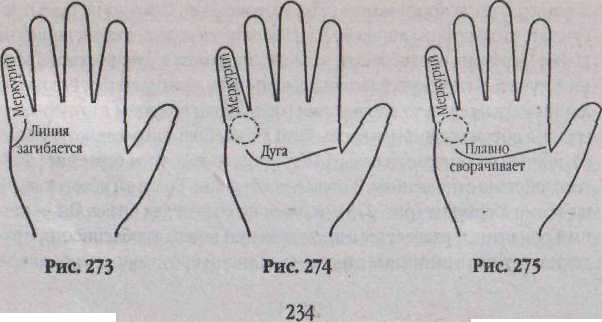 Меркурий
Линия
загибается
Меркурий
Дуга
Меркурий
Плавно
сворачивает
Рис. 273
Рис. 274
Рис. 275
234